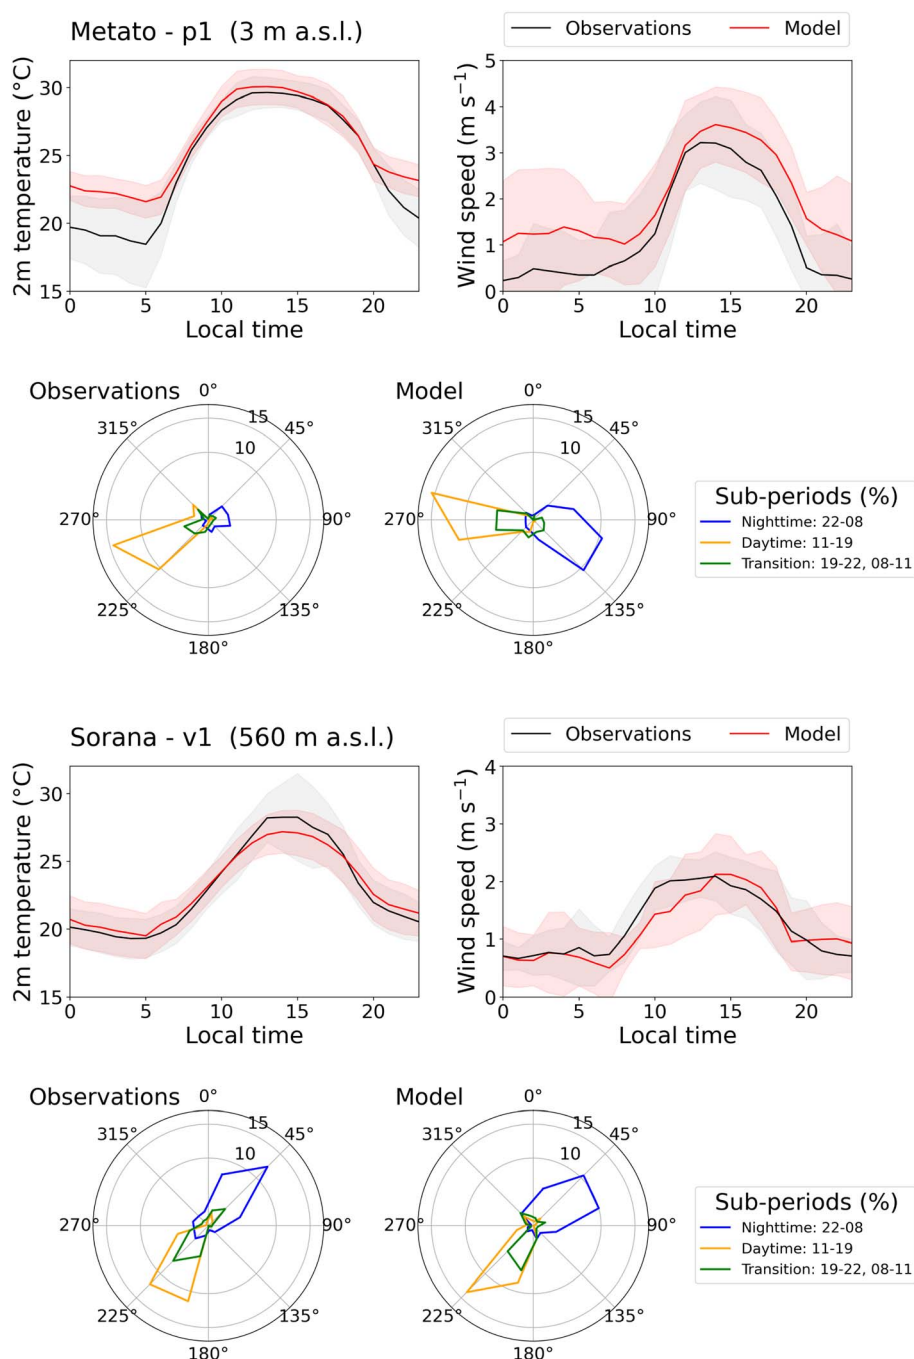 Metato - p1  (3 m a.s.l.)
Observations Model
2m temperature (°C)
30
25
20
15
0 5 10 15 20
Local time
Wind speed (m s⁻¹)
5
4
3
2
1
0
0 5 10 15 20
Local time
Observations
0°
45°
90°
135°
180°
225°
270°
315°
10
15
Model
0°
45°
90°
135°
180°
225°
270°
315°
10
15
Sub-periods (%)
Nighttime: 22-08
Daytime: 11-19
Transition: 19-22, 08-11
Sorana - v1  (560 m a.s.l.)
Observations Model
2m temperature (°C)
30
25
20
15
0 5 10 15 20
Local time
Wind speed (m s⁻¹)
4
3
2
1
0
0 5 10 15 20
Local time
Observations
0°
45°
90°
135°
180°
225°
270°
315°
10
15
Model
0°
45°
90°
135°
180°
225°
270°
315°
10
15
Sub-periods (%)
Nighttime: 22-08
Daytime: 11-19
Transition: 19-22, 08-11